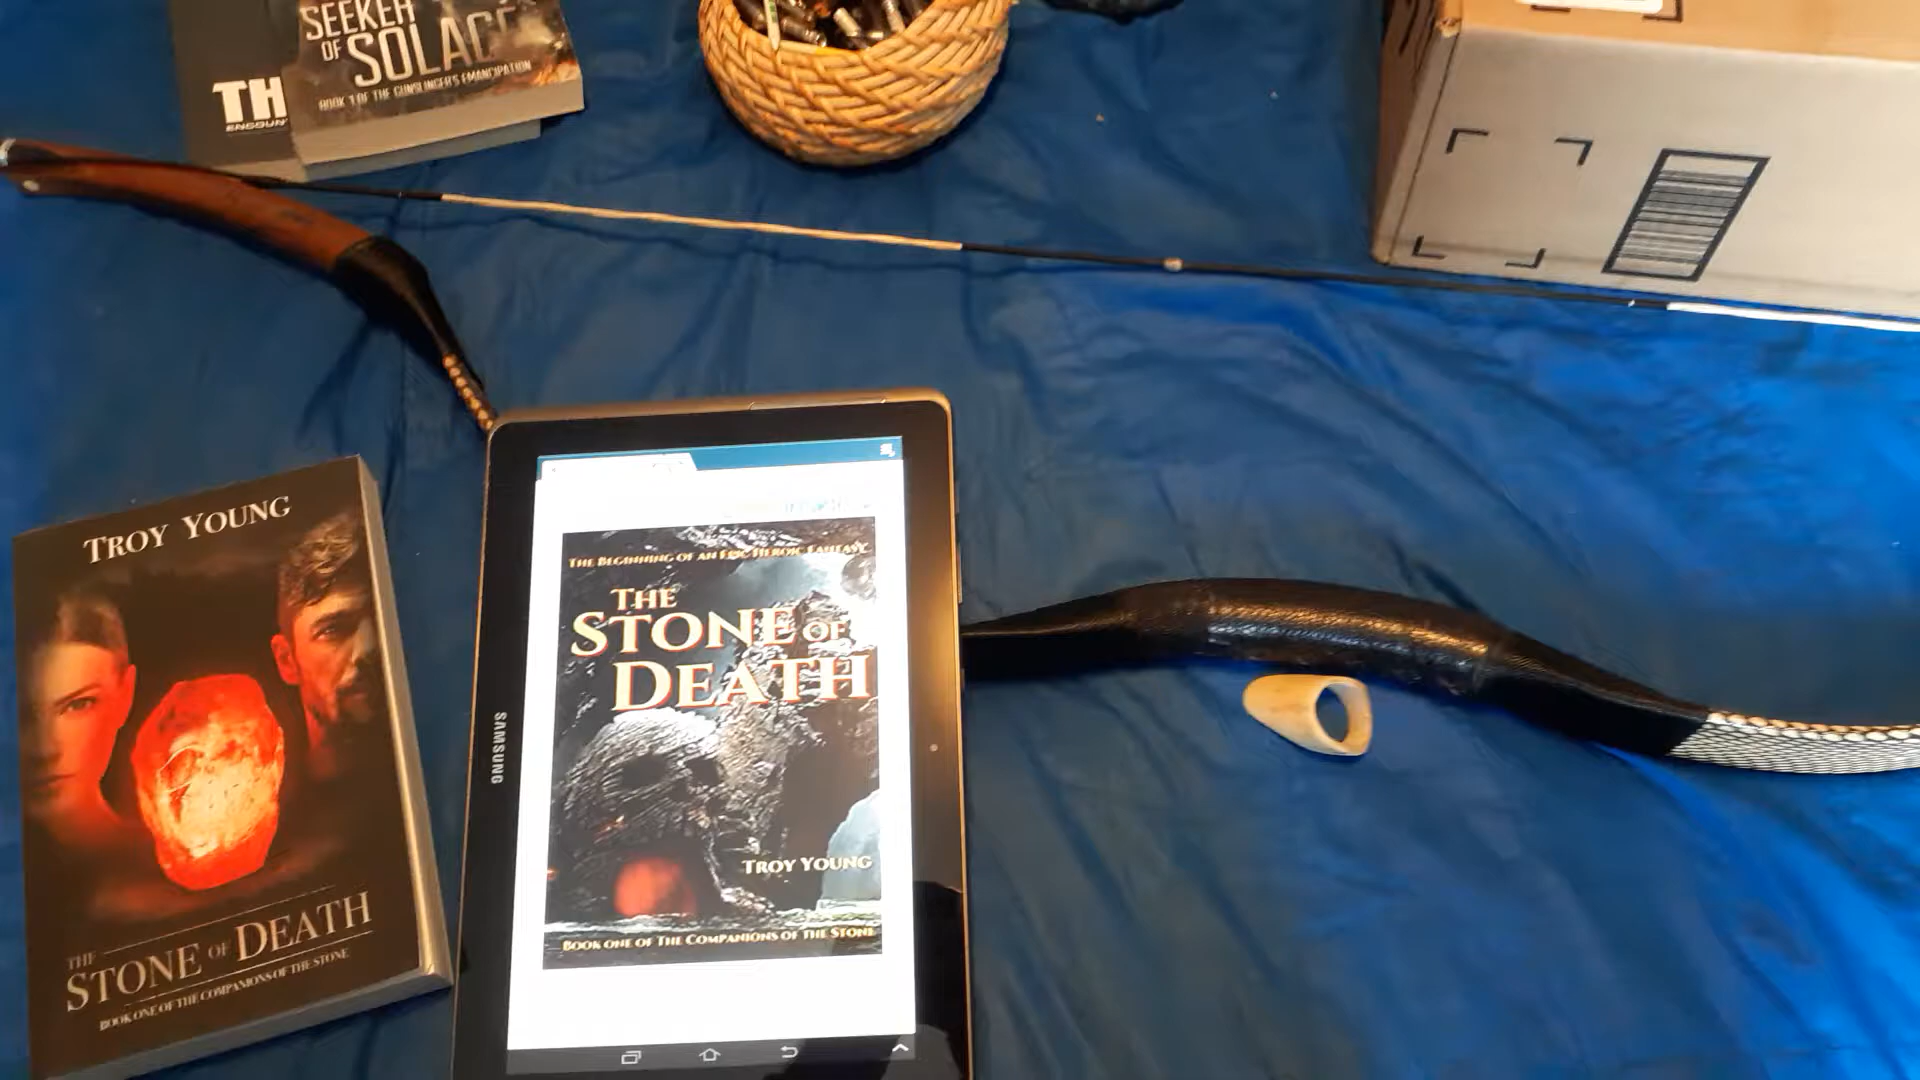 SEEKER
OF SOLACE
BOOK 1 OF THE GUNSLINGER'S EMANCIPATION
TH
ENCOUN
TROY YOUNG
THE
STONE OF DEATH
BOOK ONE OF THE COMPANIONS OF THE STONE
SAMSUNG
THE BEGINNING OF AN EPIC HEROIC FANTASY
THE
STONE OF
DEATH
TROY YOUNG
BOOK ONE OF THE COMPANIONS OF THE STONE